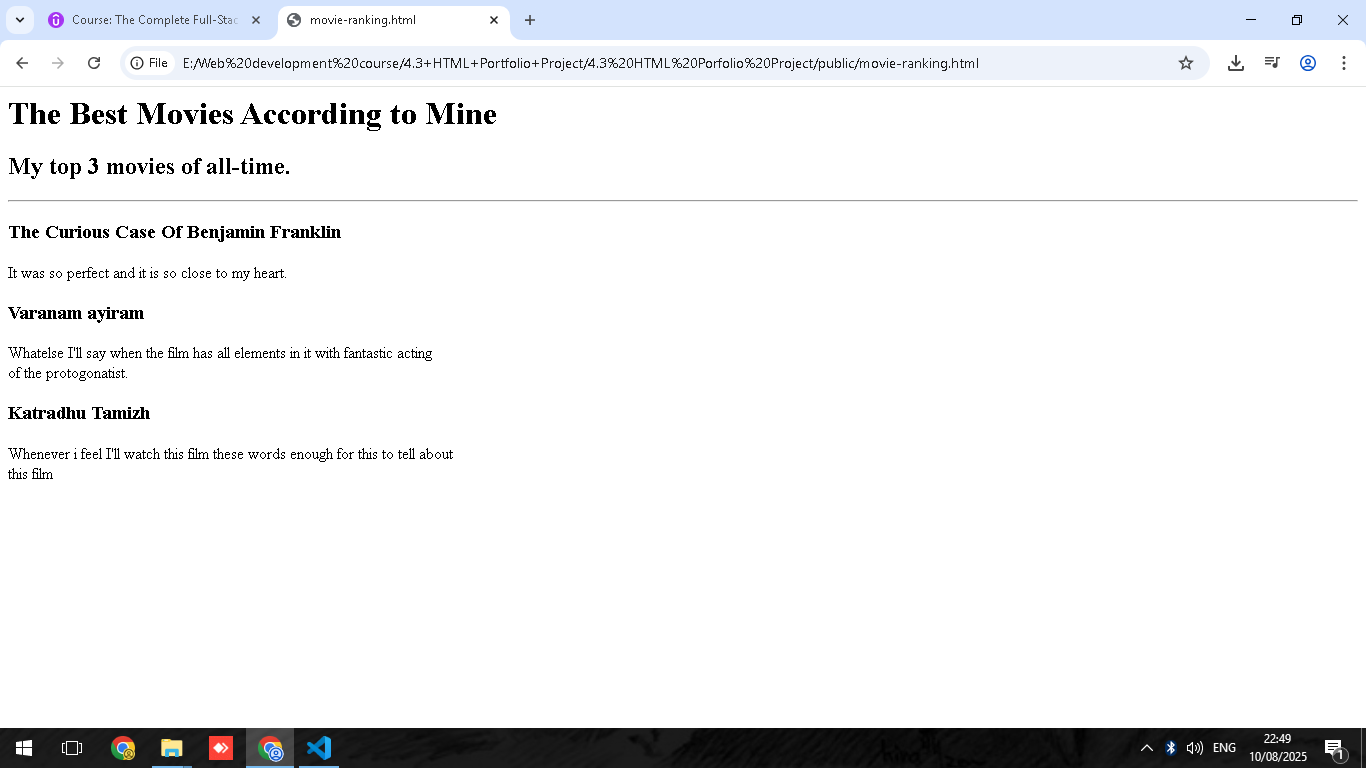 Course: The Complete Full-Stac
movie-ranking.html
File
E:/Web%20development%20course/4.3+HTML+Portfolio+Project/4.3%20HTML%20Porfolio%20Project/public/movie-ranking.html
The Best Movies According to Mine
My top 3 movies of all-time.
The Curious Case Of Benjamin Franklin
It was so perfect and it is so close to my heart.
Varanam ayiram
Whatelse I'll say when the film has all elements in it with fantastic acting
of the protogonatist.
Katradhu Tamizh
Whenever i feel I'll watch this film these words enough for this to tell about
this film
ENG
22:49
10/08/2025
1